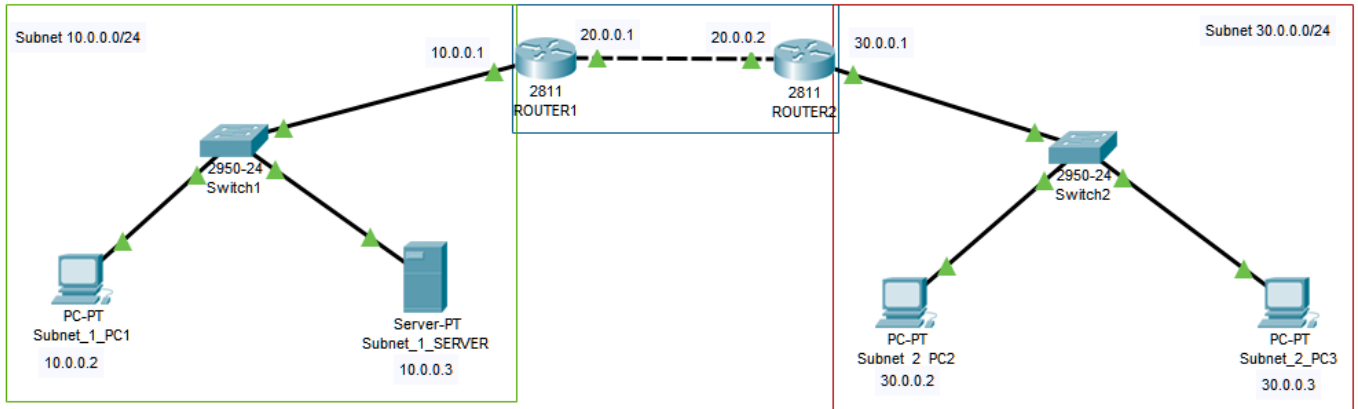 Subnet 10.0.0.0/24
10.0.0.1
20.0.0.1
20.0.0.2
30.0.0.1
Subnet 30.0.0.0/24
2811
ROUTER1
2811
ROUTER2
2950-24
Switch1
2950-24
Switch2
PC-PT
Subnet_1_PC1
10.0.0.2
Server-PT
Subnet_1_SERVER
10.0.0.3
PC-PT
Subnet_2_PC2
30.0.0.2
PC-PT
Subnet_2_PC3
30.0.0.3